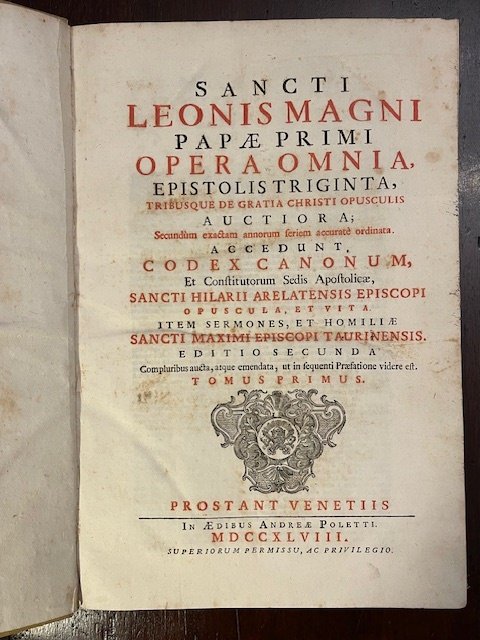 SANCTI
LEONIS MAGNI
PAPÆ PRIMI
OPERA OMNIA,
EPISTOLIS TRIGINTA,
TRIBUSQUE DE GRATIA CHRISTI OPUSCULIS
AUCTIORA;
Secundùm exactam annorum seriem accuratè ordinata.
ACCEDUNT,
CODEX CANONUM,
Et Constitutorum Sedis Apostolicæ,
SANCTI HILARII ARELATENSIS EPISCOPI
OPUSCULA, ET VITA.
ITEM SERMONES, ET HOMILIÆ
SANCTI MAXIMI EPISCOPI TAURINENSIS.
EDITIO SECUNDA
Compluribus aucta, atque emendata, ut in sequenti Præfatione videre est.
TOMUS PRIMUS.
PROSTANT VENETIIS
IN ÆDIBUS ANDREÆ POLETTI.
MDCCXLVIII.
SUPERIORUM PERMISSU, AC PRIVILEGIO.